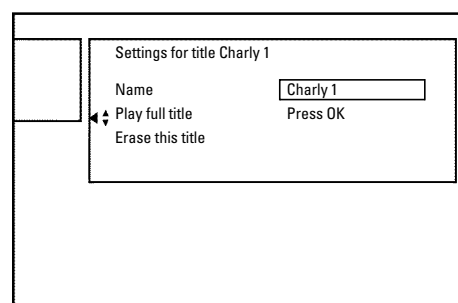 Settings for title Charly 1
Name Charly 1
Play full title Press OK
Erase this title